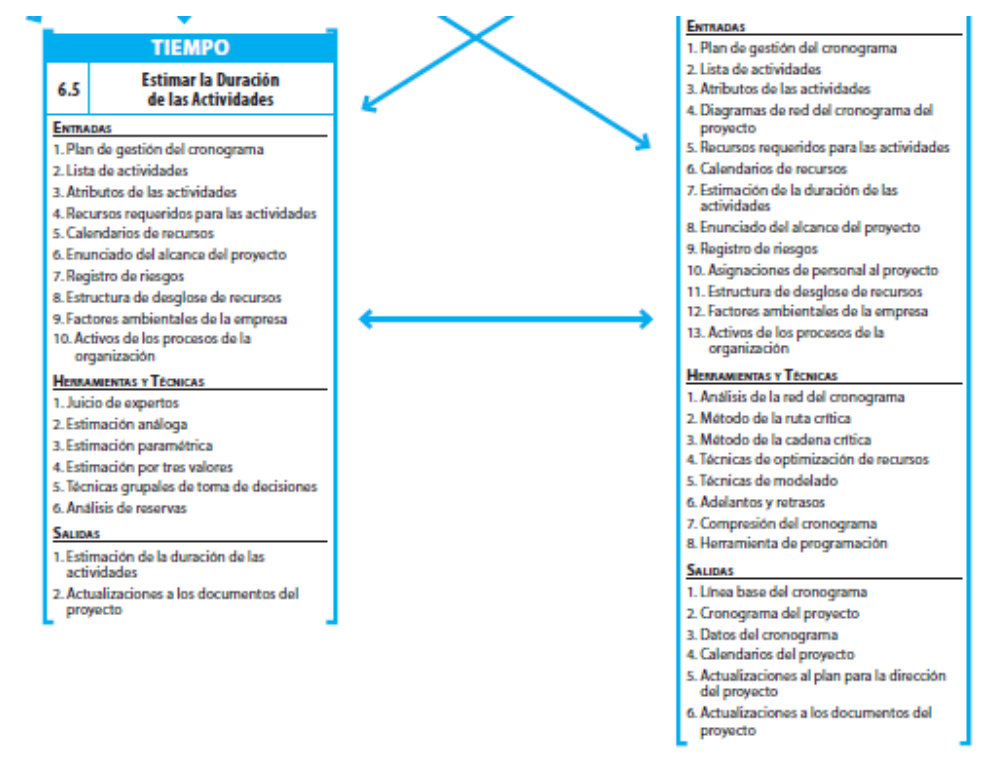 TIEMPO
6.5
Estimar la Duración
de las Actividades
ENTRADAS
1. Plan de gestión del cronograma
2. Lista de actividades
3. Atributos de las actividades
4. Recursos requeridos para las actividades
5. Calendarios de recursos
6. Enunciado del alcance del proyecto
7. Registro de riesgos
8. Estructura de desglose de recursos
9. Factores ambientales de la empresa
10. Activos de los procesos de la
organización
HERRAMIENTAS Y TÉCNICAS
1. Juicio de expertos
2. Estimación análoga
3. Estimación paramétrica
4. Estimación por tres valores
5. Técnicas grupales de toma de decisiones
6. Análisis de reservas
SALIDAS
1. Estimación de la duración de las
actividades
2. Actualizaciones a los documentos del
proyecto
ENTRADAS
1. Plan de gestión del cronograma
2. Lista de actividades
3. Atributos de las actividades
4. Diagramas de red del cronograma del
proyecto
5. Recursos requeridos para las actividades
6. Calendarios de recursos
7. Estimación de la duración de las
actividades
8. Enunciado del alcance del proyecto
9. Registro de riesgos
10. Asignaciones de personal al proyecto
11. Estructura de desglose de recursos
12. Factores ambientales de la empresa
13. Activos de los procesos de la
organización
HERRAMIENTAS Y TÉCNICAS
1. Análisis de la red del cronograma
2. Método de la ruta crítica
3. Método de la cadena crítica
4. Técnicas de optimización de recursos
5. Técnicas de modelado
6. Adelantos y retrasos
7. Compresión del cronograma
8. Herramienta de programación
SALIDAS
1. Línea base del cronograma
2. Cronograma del proyecto
3. Datos del cronograma
4. Calendarios del proyecto
5. Actualizaciones al plan para la dirección
del proyecto
6. Actualizaciones a los documentos del
proyecto